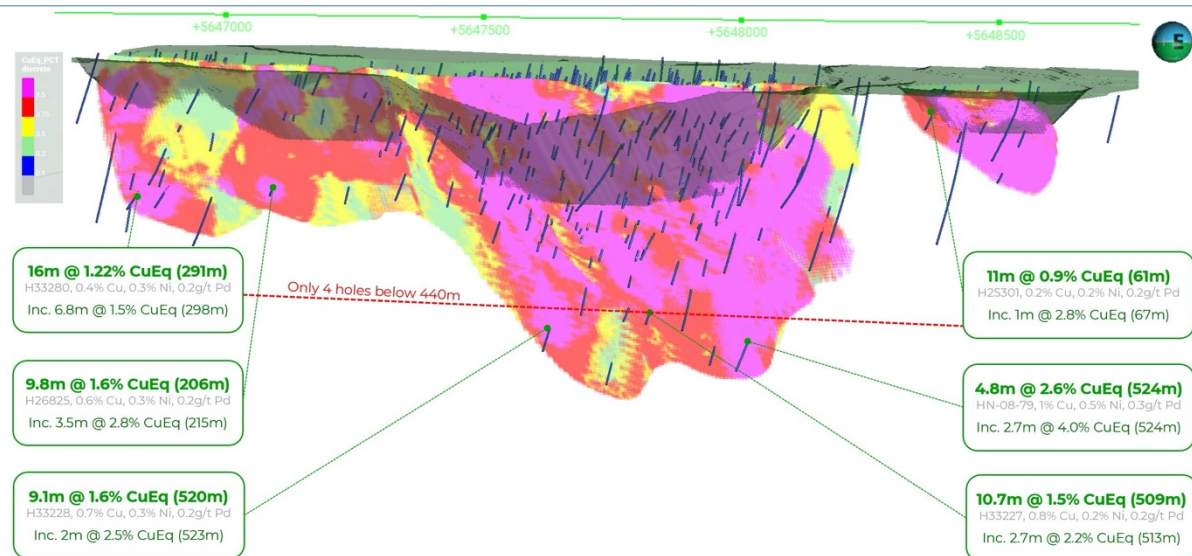 +5647000
+5647500
+5648000
+5648500
CuEq_PCT
discrete
0.75
16m @ 1.22% CuEq (291m)
H33280, 0.4% Cu, 0.3% Ni, 0.2g/t Pd
Inc. 6.8m @ 1.5% CuEq (298m)
Only 4 holes below 440m
11m @ 0.9% CuEq (61m)
H25301, 0.2% Cu, 0.2% Ni, 0.2g/t Pd
Inc. 1m @ 2.8% CuEq (67m)
9.8m @ 1.6% CuEq (206m)
H26825, 0.6% Cu, 0.3% Ni, 0.2g/t Pd
Inc. 3.5m @ 2.8% CuEq (215m)
4.8m @ 2.6% CuEq (524m)
HN-08-79, 1% Cu, 0.5% Ni, 0.3g/t Pd
Inc. 2.7m @ 4.0% CuEq (524m)
9.1m @ 1.6% CuEq (520m)
H33228, 0.7% Cu, 0.3% Ni, 0.2g/t Pd
Inc. 2m @ 2.5% CuEq (523m)
10.7m @ 1.5% CuEq (509m)
H33227, 0.8% Cu, 0.2% Ni, 0.2g/t Pd
Inc. 2.7m @ 2.2% CuEq (513m)